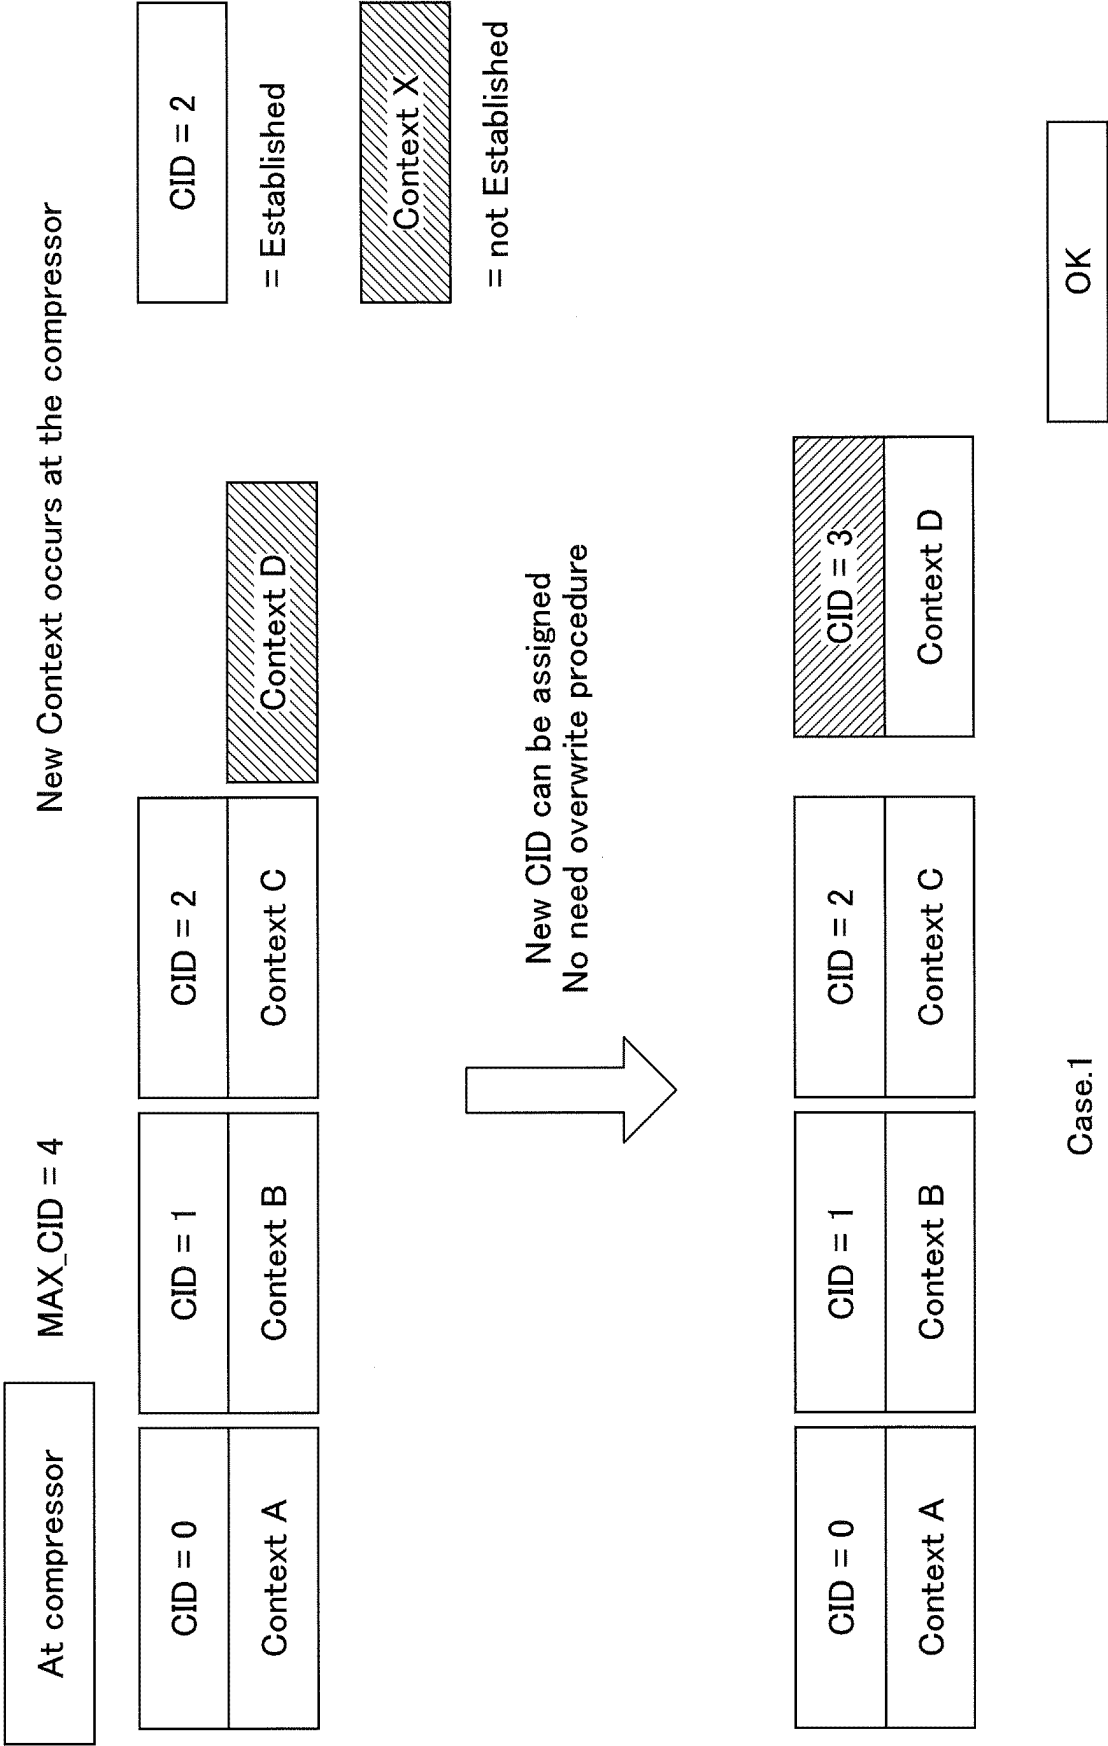 At compressor
MAX_CID = 4
New Context occurs at the compressor
CID = 0
Context A
CID = 1
Context B
CID = 2
Context C
Context D
CID = 2
= Established
Context X
= not Established
New CID can be assigned
No need overwrite procedure
CID = 0
Context A
CID = 1
Context B
CID = 2
Context C
CID = 3
Context D
Case.1
OK